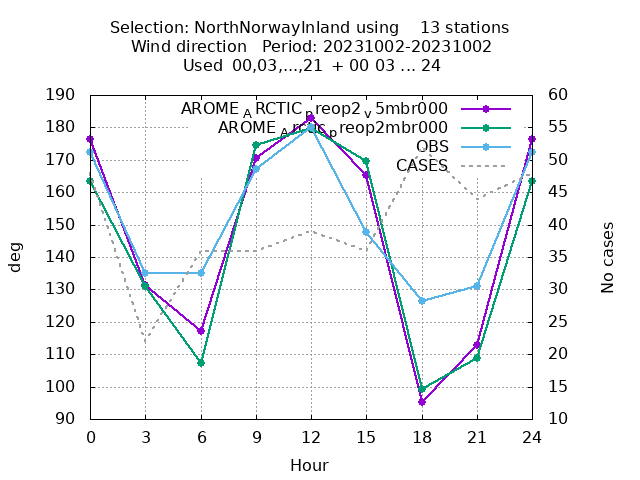 Selection: NorthNorwayInland using    13 stations
Wind direction   Period: 20231002-20231002
Used  00,03,...,21  + 00 03 ... 24
190 60
AROME_ARCTIC_preop2_v5mbr000
180 55
AROME_Arctic_preop2mbr000
OBS
170 50
CASES
160 45
150 40
140 35
130 30
120 25
110 20
100 15
90 10
deg
No cases
0 3 6 9 12 15 18 21 24
Hour